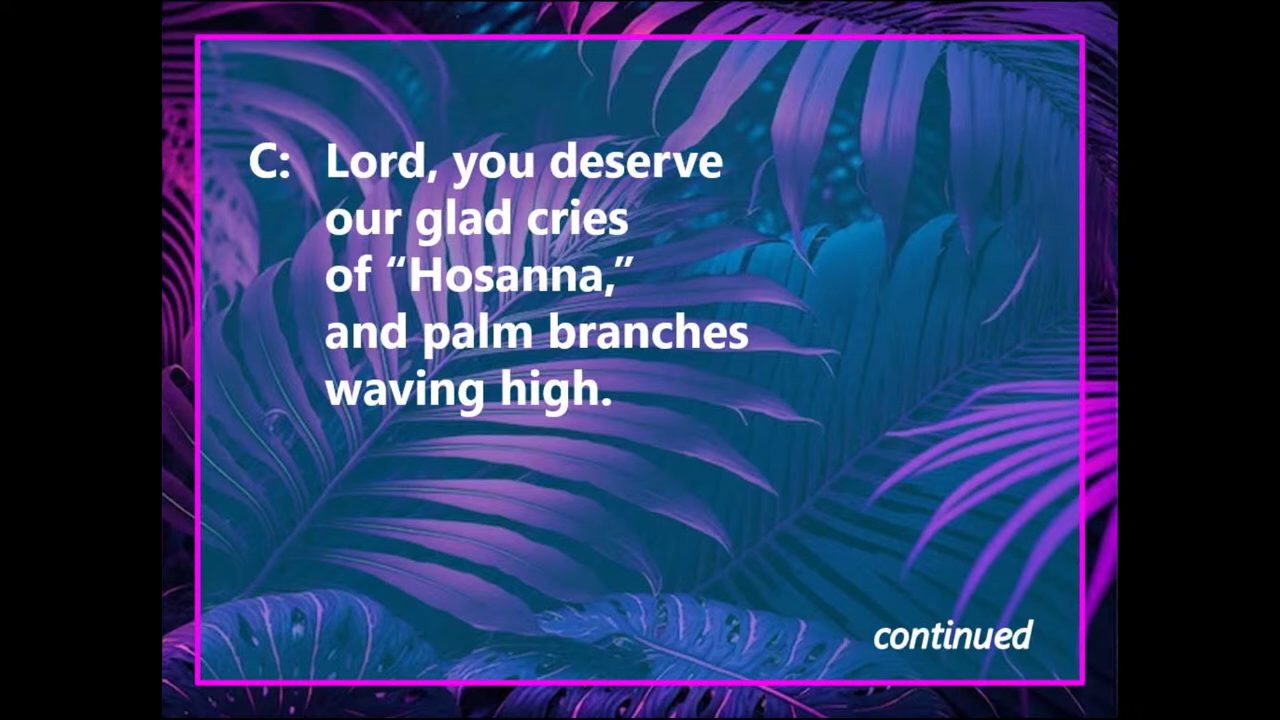 C: Lord, you deserve
our glad cries
of “Hosanna,”
and palm branches
waving high.
continued